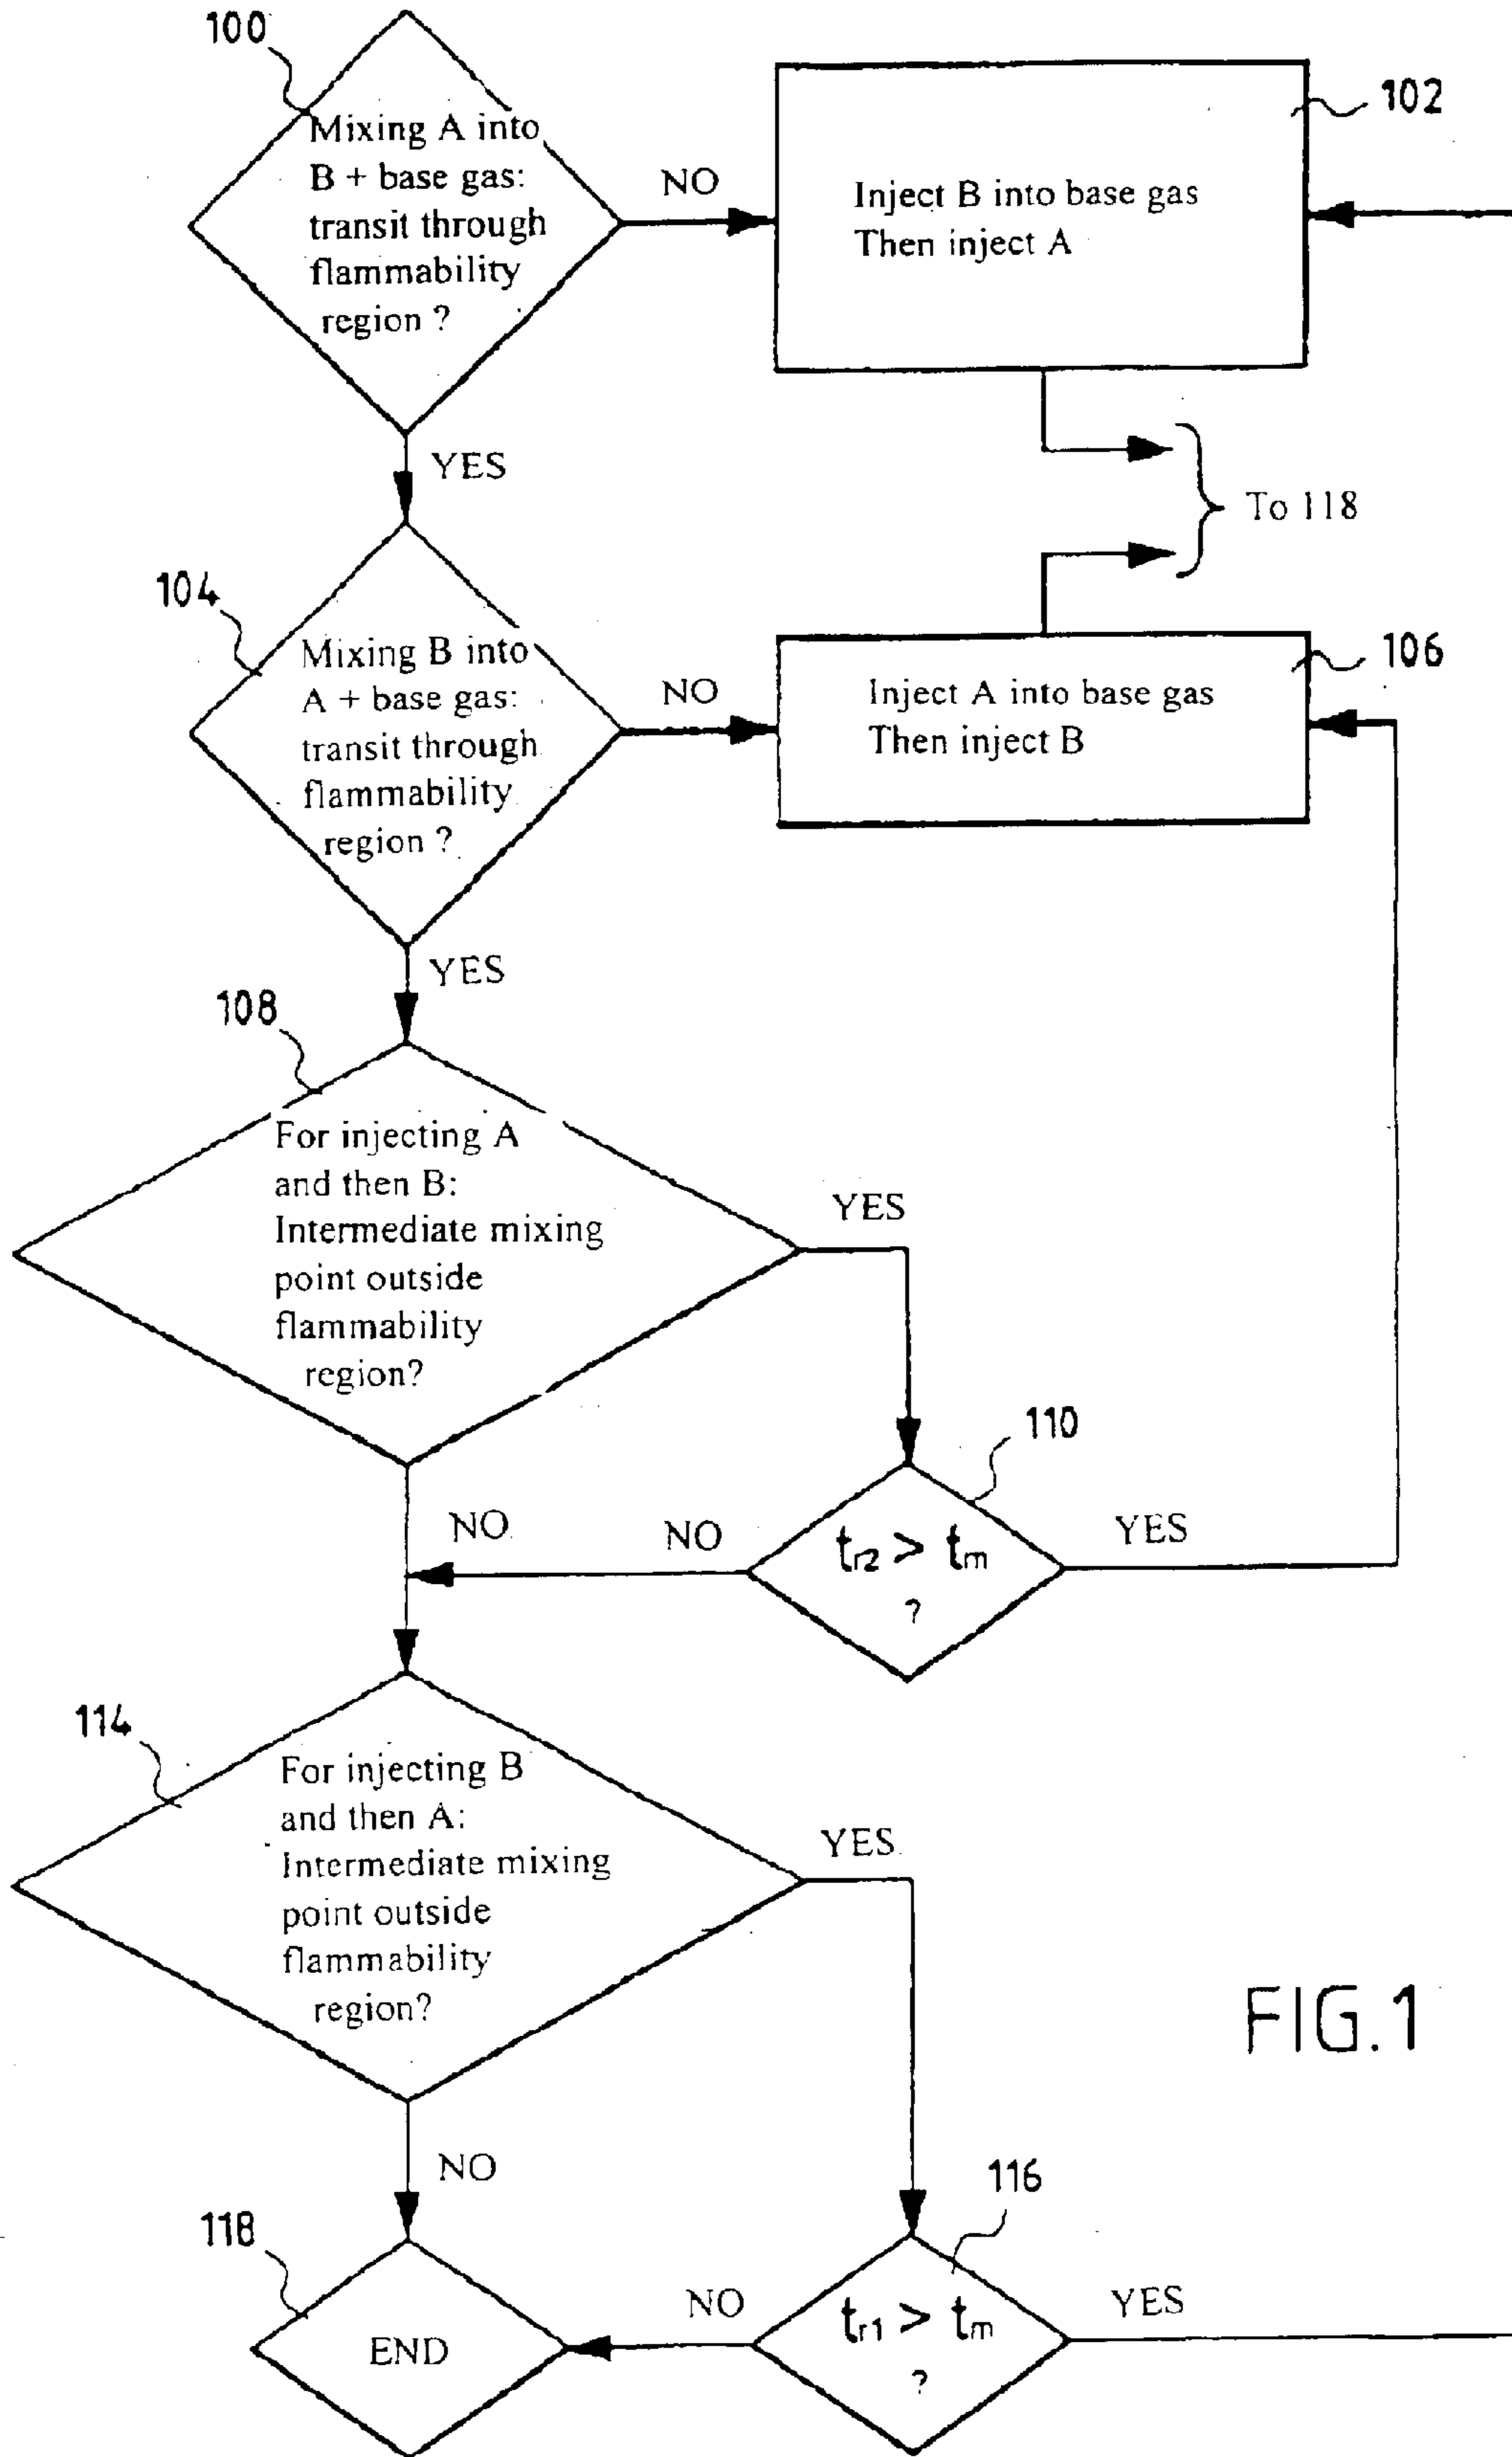 100
Mixing A into
B + base gas:
transit through
flammability
region ?
NO
YES
102
Inject B into base gas
Then inject A
To 118
104
Mixing B into
A + base gas:
transit through
flammability
region ?
NO
YES
106
Inject A into base gas
Then inject B
108
For injecting A
and then B:
Intermediate mixing
point outside
flammability
region?
YES
NO
110
tr2 > tm
?
NO
YES
114
For injecting B
and then A:
Intermediate mixing
point outside
flammability
region?
YES
NO
116
tr1 > tm
?
NO
YES
118
END
FIG.1